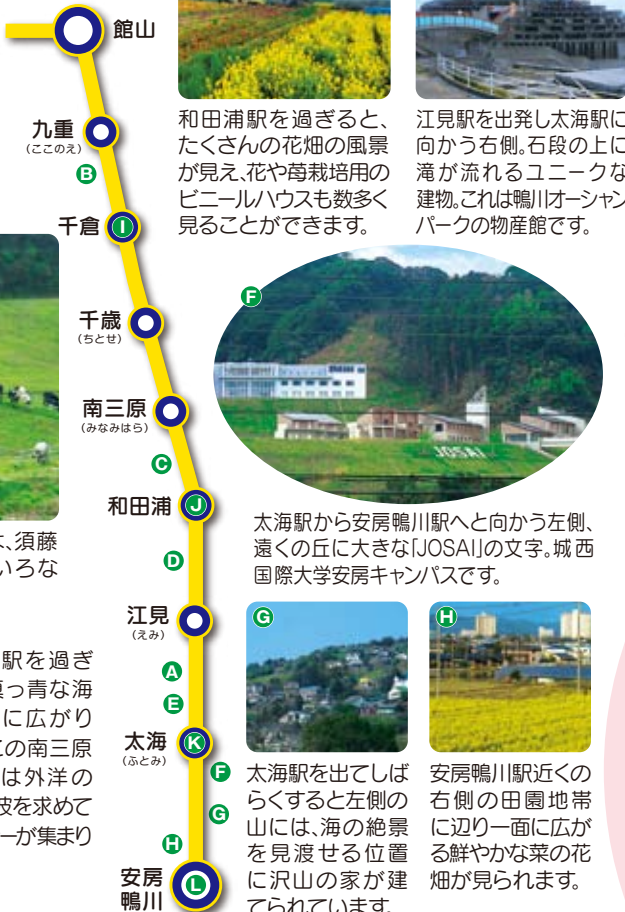 館山
九重
(ここのえ)
B
千倉
I
千歳
(ちとせ)
南三原
(みなみはら)
C
和田浦
J
D
江見
(えみ)
A
E
太海
(ふとみ)
K
F
G
H
安房
鴨川
L
和田浦駅を過ぎると、
たくさんの花畑の風景
が見え、花や苺栽培用の
ビニールハウスも数多く
見ることができます。
江見駅を出発し太海駅に
向かう右側。石段の上に
滝が流れるユニークな
建物。これは鴨川オーシャン
パークの物産館です。
F
JOSAI
太海駅から安房鴨川駅へと向かう左側、
遠くの丘に大きな「JOSAI」の文字。城西
国際大学安房キャンパスです。
、須藤
いろな
駅を過ぎ
っ青な海
に広がり
の南三原
は外洋の
波を求めて
ーが集まり
G
太海駅を出てしば
らくすると左側の
山には、海の絶景
を見渡せる位置
に沢山の家が建
てられています。
H
安房鴨川駅近くの
右側の田園地帯
に辺り一面に広が
る鮮やかな菜の花
畑が見られます。